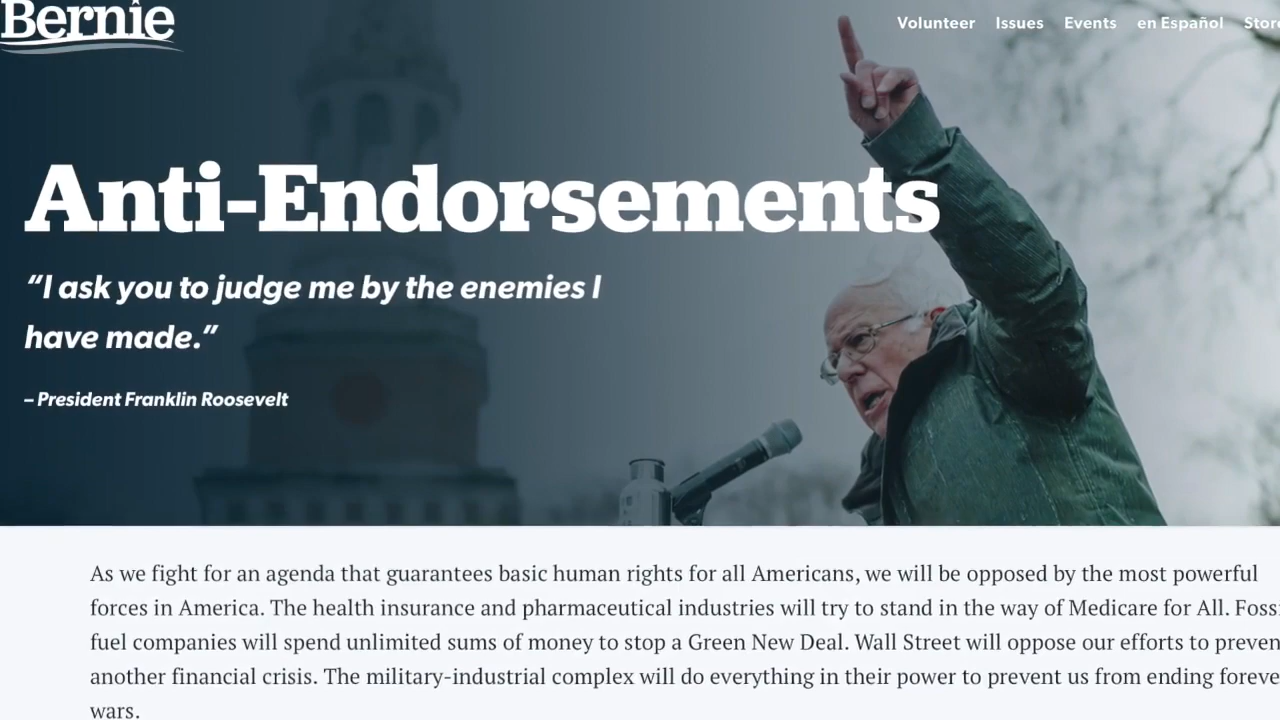 Bernie
Volunteer Issues Events en Español
Anti-Endorsements
“I ask you to judge me by the enemies I
have made.”
– President Franklin Roosevelt
As we fight for an agenda that guarantees basic human rights for all Americans, we will be opposed by the most powerful
forces in America. The health insurance and pharmaceutical industries will try to stand in the way of Medicare for All.
fuel companies will spend unlimited sums of money to stop a Green New Deal. Wall Street will oppose our efforts to
another financial crisis. The military-industrial complex will do everything in their power to prevent us from ending
wars.